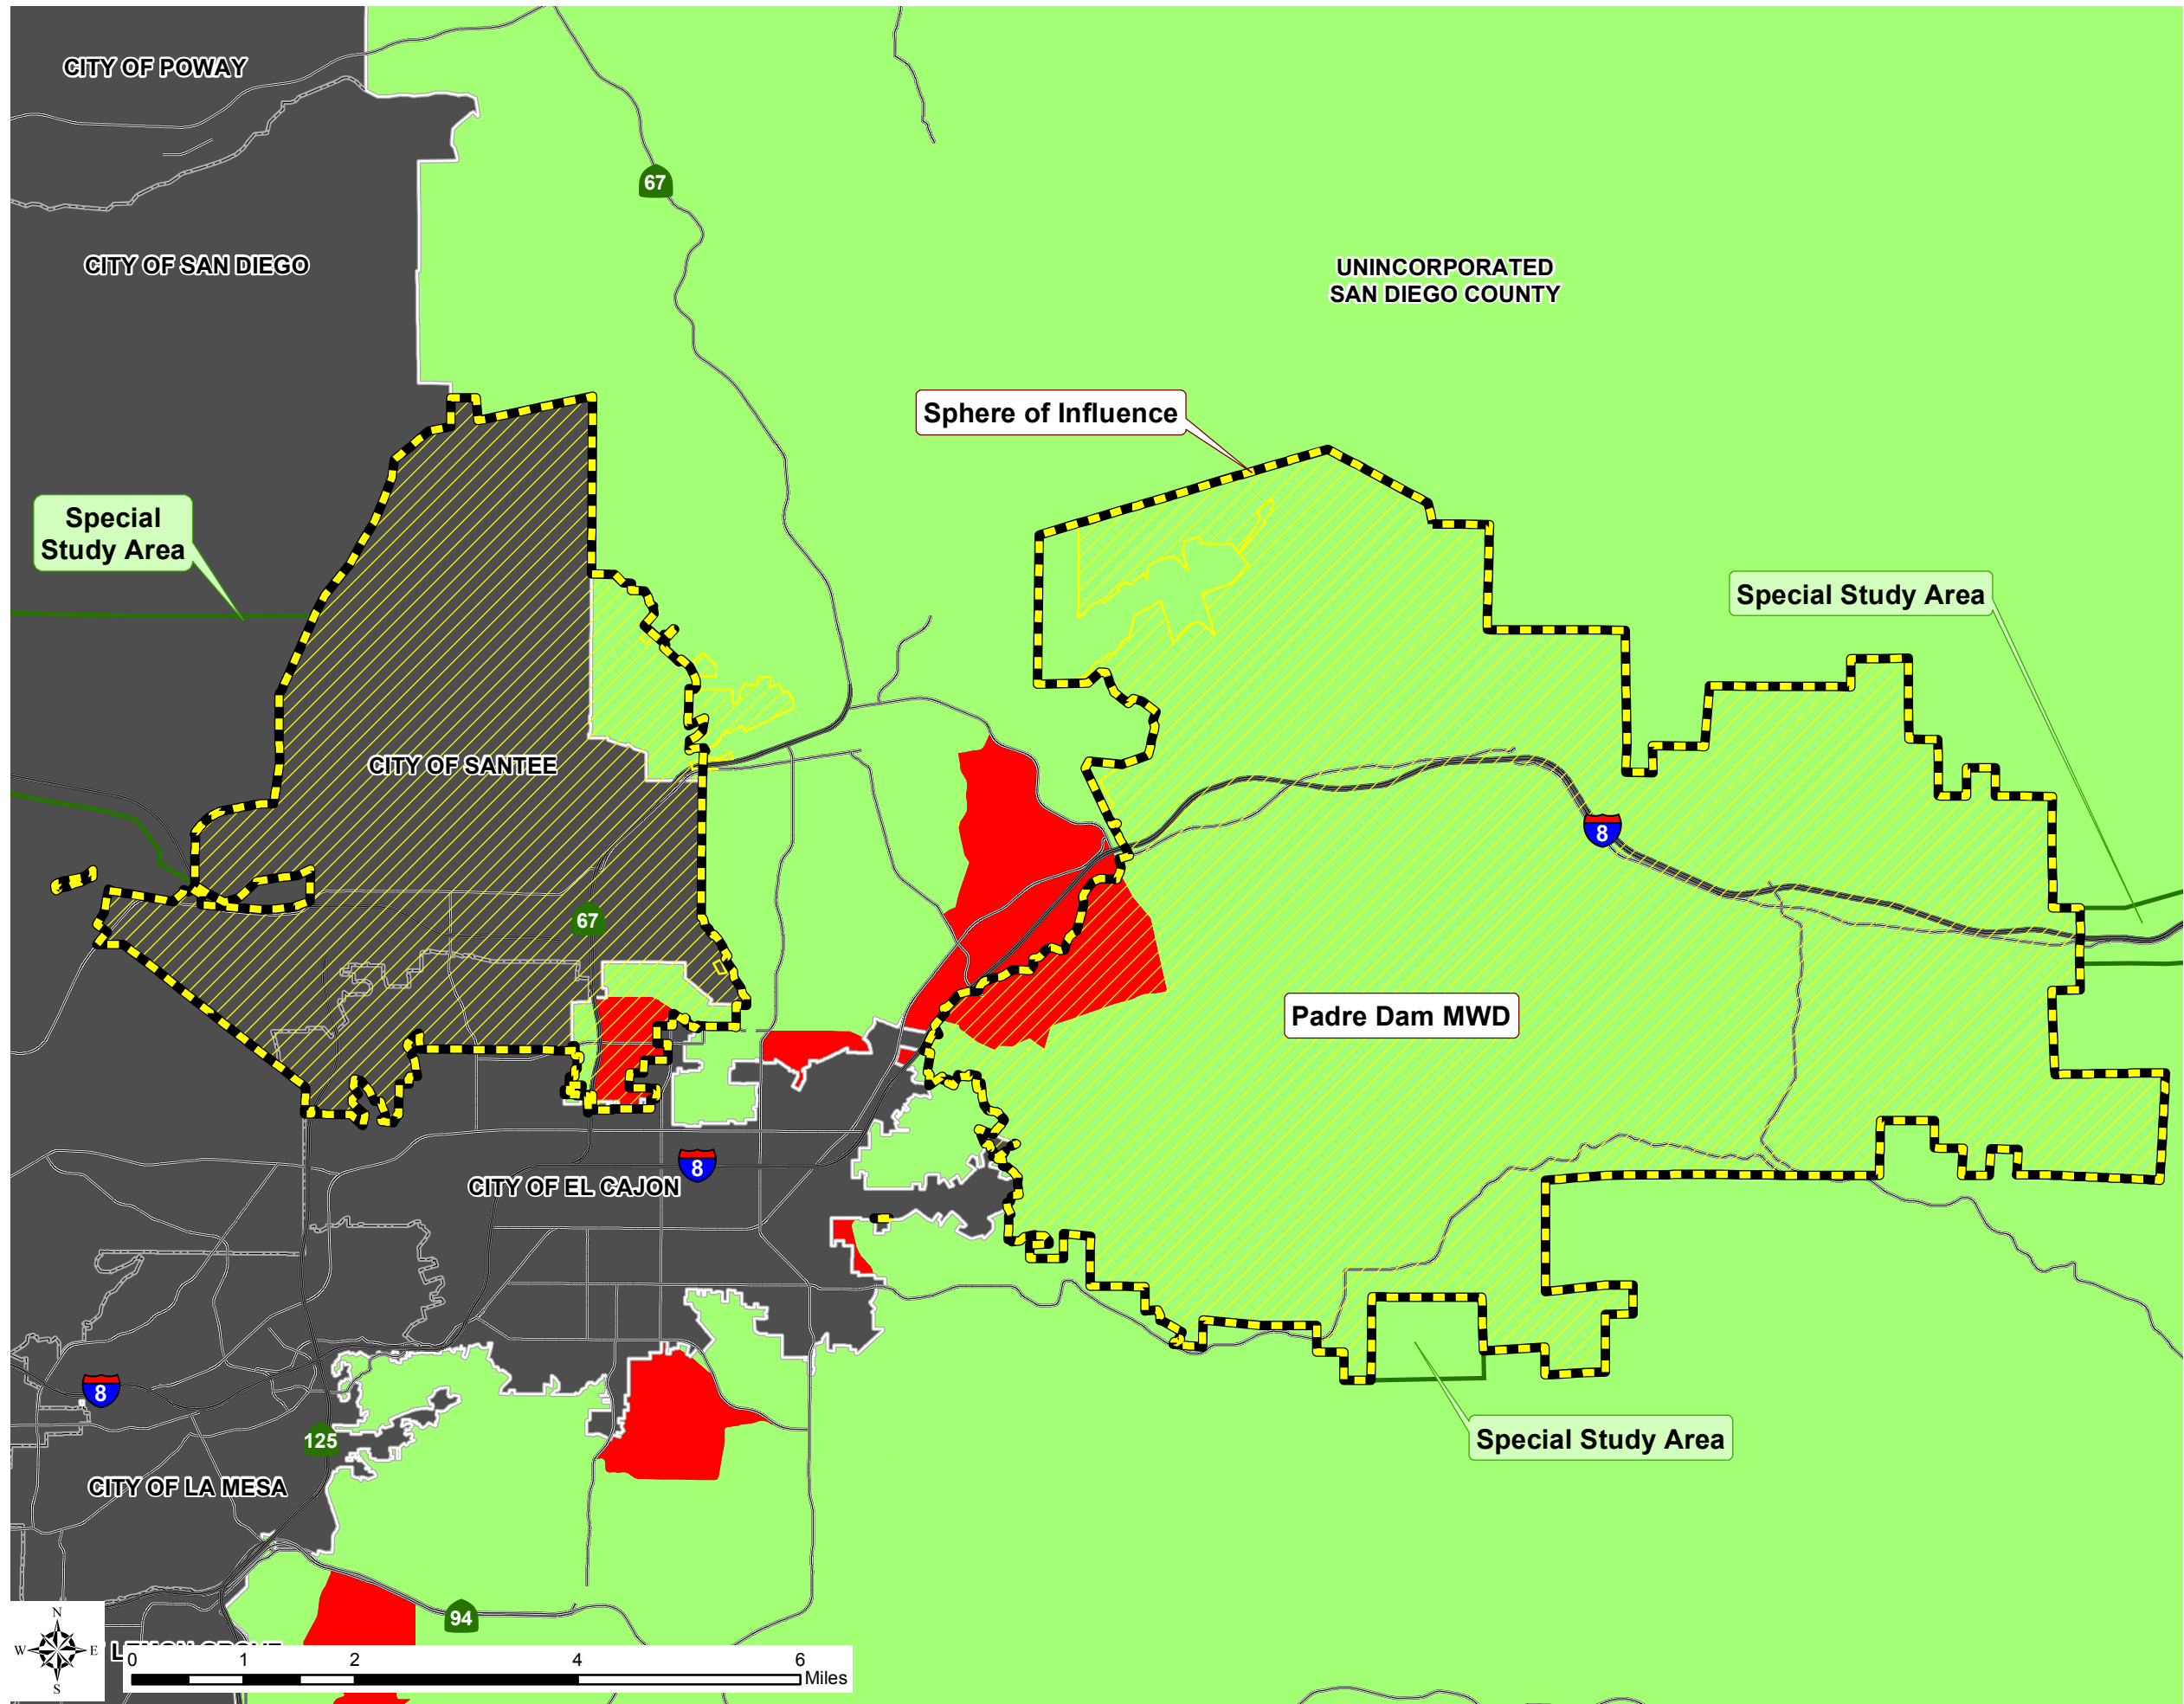 CITY OF POWAY
67
CITY OF SAN DIEGO
UNINCORPORATED
SAN DIEGO COUNTY
Sphere of Influence
Special
Study Area
Special Study Area
CITY OF SANTEE
8
67
Padre Dam MWD
8
CITY OF EL CAJON
8
125
Special Study Area
CITY OF LA MESA
94
N
W
E
S
0
1
2
4
6
Miles